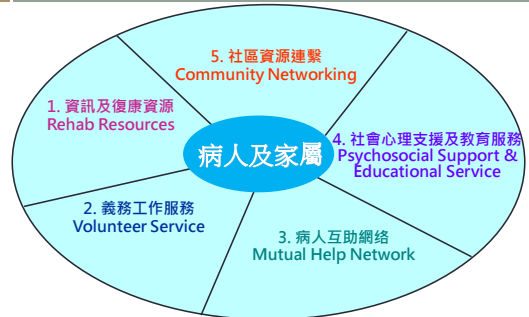 5. 社區資源連繫
Community Networking
1. 資訊及復康資源
Rehab Resources
病人及家屬
4. 社會心理支援及教育服務
Psychosocial Support &
Educational Service
2. 義務工作服務
Volunteer Service
3. 病人互助網络
Mutual Help Network